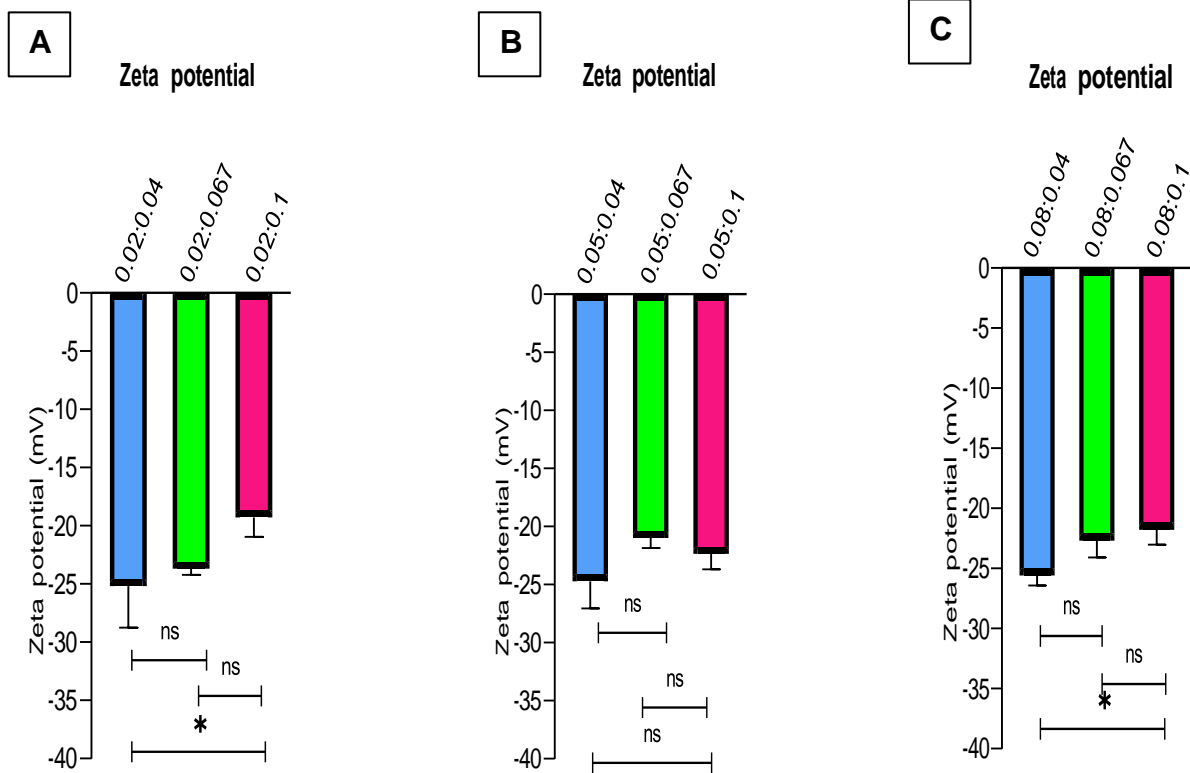 A
Zeta potential
0.02:0.04
0.02:0.067
0.02:0.1
Zeta potential (mV)
0
-5
-10
-15
-20
-25
-30
-35
-40
ns
ns
*
B
Zeta potential
0.05:0.04
0.05:0.067
0.05:0.1
Zeta potential (mV)
0
-5
-10
-15
-20
-25
-30
-35
-40
ns
ns
ns
C
Zeta potential
0.08:0.04
0.08:0.067
0.08:0.1
Zeta potential (mV)
0
-5
-10
-15
-20
-25
-30
-35
-40
ns
ns
*